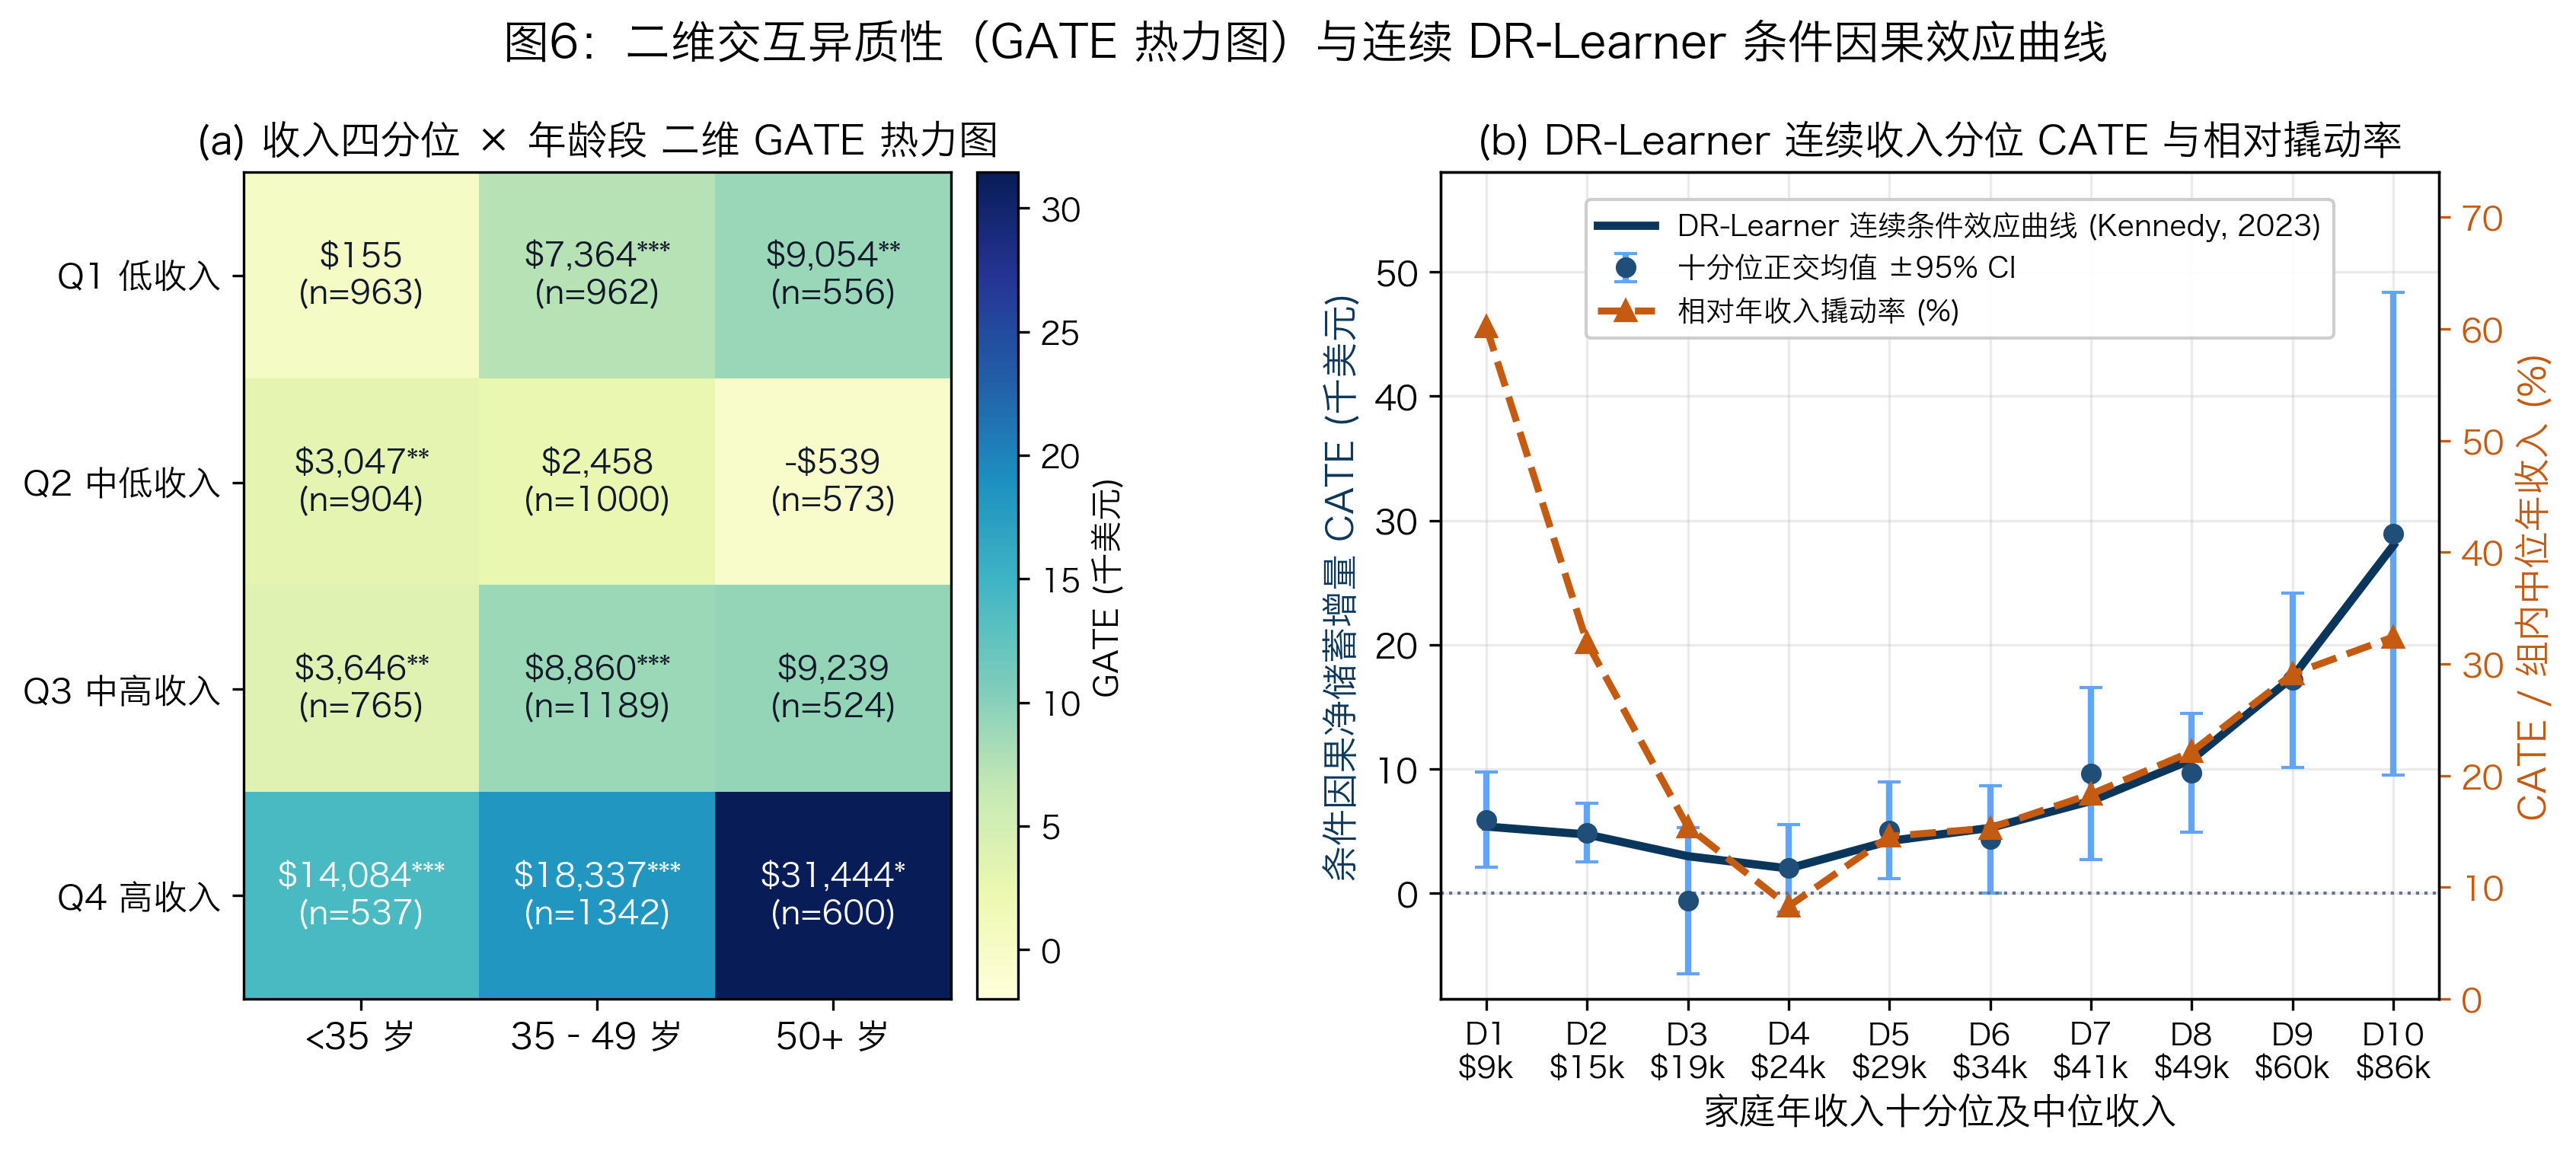 图6：二维交互异质性（GATE 热力图）与连续 DR-Learner 条件因果效应曲线
(a) 收入四分位 × 年龄段 二维 GATE 热力图
Q1 低收入
$155
(n=963)
$7,364***
(n=962)
$9,054**
(n=556)
Q2 中低收入
$3,047**
(n=904)
$2,458
(n=1000)
-$539
(n=573)
Q3 中高收入
$3,646**
(n=765)
$8,860***
(n=1189)
$9,239
(n=524)
Q4 高收入
$14,084***
(n=537)
$18,337***
(n=1342)
$31,444*
(n=600)
<35 岁
35 - 49 岁
50+ 岁
30
25
20
15
10
5
0
GATE (千美元)
(b) DR-Learner 连续收入分位 CATE 与相对撬动率
DR-Learner 连续条件效应曲线 (Kennedy, 2023)
十分位正交均值 ±95% CI
相对年收入撬动率 (%)
条件因果净储蓄增量 CATE (千美元)
50
40
30
20
10
0
70
60
50
40
30
20
10
0
CATE / 组内中位年收入 (%)
D1
$9k
D2
$15k
D3
$19k
D4
$24k
D5
$29k
D6
$34k
D7
$41k
D8
$49k
D9
$60k
D10
$86k
家庭年收入十分位及中位收入